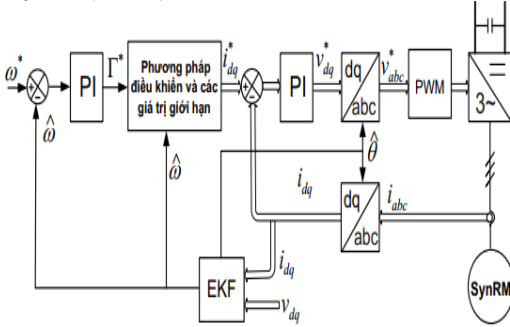 ω*
+
-
PI
Γ*
Phương pháp
điều khiển và các
giá trị giới hạn
i*dq
+
-
PI
v*dq
dq
abc
v*abc
PWM
3~
ω̂
ω̂
θ̂
idq
dq
abc
iabc
idq
EKF
vdq
SynRM